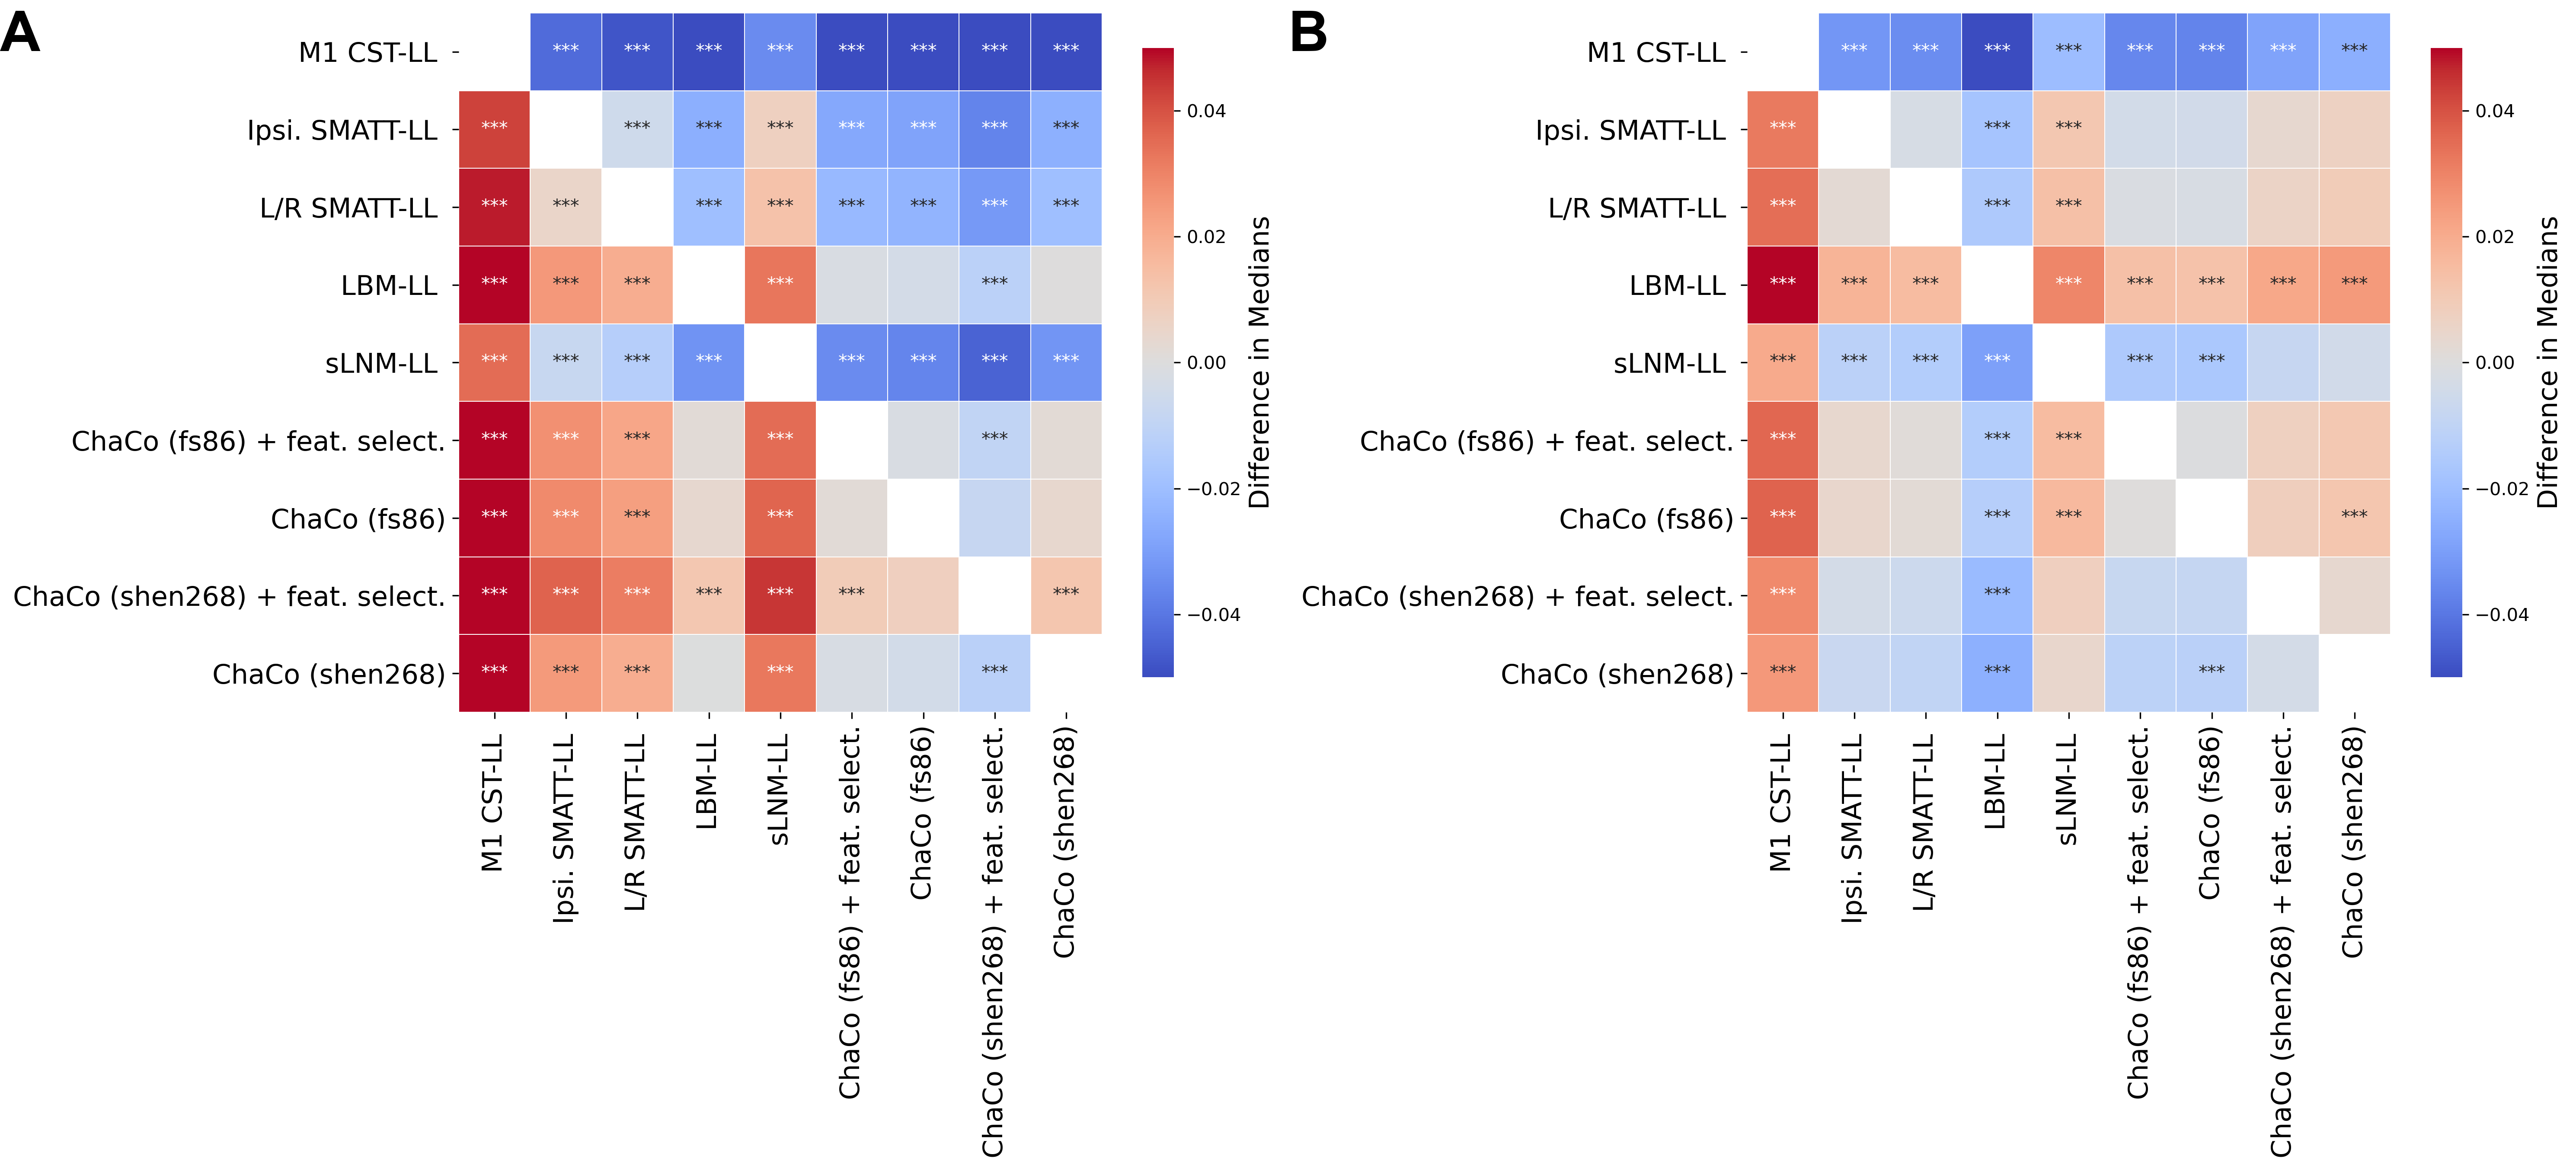 A
M1 CST-LL *** *** *** *** *** *** *** ***
Ipsi. SMATT-LL *** *** *** *** *** *** *** ***
L/R SMATT-LL *** *** *** *** *** *** *** ***
LBM-LL *** *** *** *** ***
sLNM-LL *** *** *** *** *** *** *** ***
ChaCo (fs86) + feat. select. *** *** *** *** ***
ChaCo (fs86) *** *** *** ***
ChaCo (shen268) + feat. select. *** *** *** *** *** *** ***
ChaCo (shen268) *** *** *** *** ***
M1 CST-LL
Ipsi. SMATT-LL
L/R SMATT-LL
LBM-LL
sLNM-LL
ChaCo (fs86) + feat. select.
ChaCo (fs86)
ChaCo (shen268) + feat. select.
ChaCo (shen268)
0.04
0.02
0.00
−0.02
−0.04
Difference in Medians
B
M1 CST-LL *** *** *** *** *** *** *** ***
Ipsi. SMATT-LL *** *** ***
L/R SMATT-LL *** *** ***
LBM-LL *** *** *** *** *** *** *** ***
sLNM-LL *** *** *** *** *** ***
ChaCo (fs86) + feat. select. *** *** ***
ChaCo (fs86) *** *** *** ***
ChaCo (shen268) + feat. select. *** ***
ChaCo (shen268) *** *** ***
M1 CST-LL
Ipsi. SMATT-LL
L/R SMATT-LL
LBM-LL
sLNM-LL
ChaCo (fs86) + feat. select.
ChaCo (fs86)
ChaCo (shen268) + feat. select.
ChaCo (shen268)
0.04
0.02
0.00
−0.02
−0.04
Difference in Medians